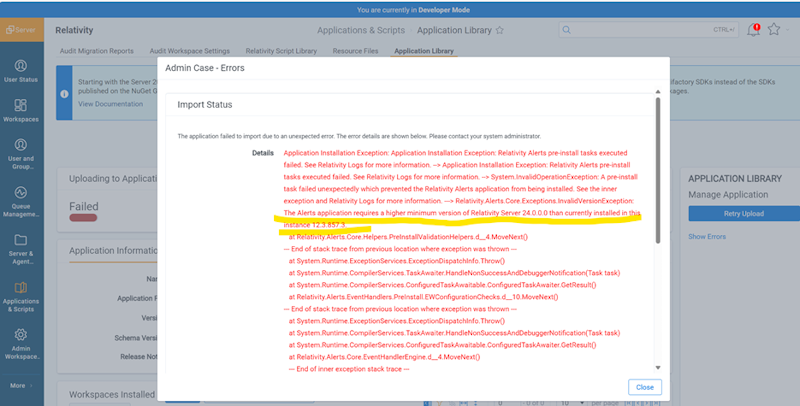 You are currently in Developer Mode
Server
Relativity
Applications & Scripts
Application Library
CTRL+/
Audit Migration Reports
Audit Workspace Settings
Relativity Script Library
Resource Files
Application Library
User Status
Workspaces
User and Group...
Queue Management...
Server & Agent...
Applications & Scripts
Admin Workspace...
More
Starting with the Server 2
published on the NuGet G
View Documentation
ifactory SDKs instead of the SDKs
kages.
Uploading to Applicati
Failed
Application Informatio
Na
Application
Versi
Schema Versi
Release Not
Workspaces Installed
APPLICATION LIBRARY
Manage Application
Retry Upload
Show Errors
Admin Case - Errors
Import Status
The application failed to import due to an unexpected error. The error details are shown below. Please contact your system administrator.
Details
Application Installation Exception: Application Installation Exception: Relativity Alerts pre-install tasks executed
failed. See Relativity Logs for more information. --> Application Installation Exception: Relativity Alerts pre-install
tasks executed failed. See Relativity Logs for more information. --> System.InvalidOperationException: A pre-install
task failed unexpectedly which prevented the Relativity Alerts application from being installed. See the inner
exception and Relativity Logs for more information. --> Relativity.Alerts.Core.Exceptions.InvalidVersionException:
The Alerts application requires a higher minimum version of Relativity Server 24.0.0.0 than currently installed in this
instance 12.3.857.3.
at Relativity.Alerts.Core.Helpers.PreInstallValidationHelpers.d__4.MoveNext()
--- End of stack trace from previous location where exception was thrown ---
at System.Runtime.ExceptionServices.ExceptionDispatchInfo.Throw()
at System.Runtime.CompilerServices.TaskAwaiter.HandleNonSuccessAndDebuggerNotification(Task task)
at System.Runtime.CompilerServices.ConfiguredTaskAwaitable.ConfiguredTaskAwaiter.GetResult()
at Relativity.Alerts.EventHandlers.PreInstall.EWConfigurationChecks.d__10.MoveNext()
--- End of stack trace from previous location where exception was thrown ---
at System.Runtime.ExceptionServices.ExceptionDispatchInfo.Throw()
at System.Runtime.CompilerServices.TaskAwaiter.HandleNonSuccessAndDebuggerNotification(Task task)
at System.Runtime.CompilerServices.ConfiguredTaskAwaitable.ConfiguredTaskAwaiter.GetResult()
at Relativity.Alerts.Core.EventHandlerEngine.d__4.MoveNext()
--- End of inner exception stack trace ---
Close